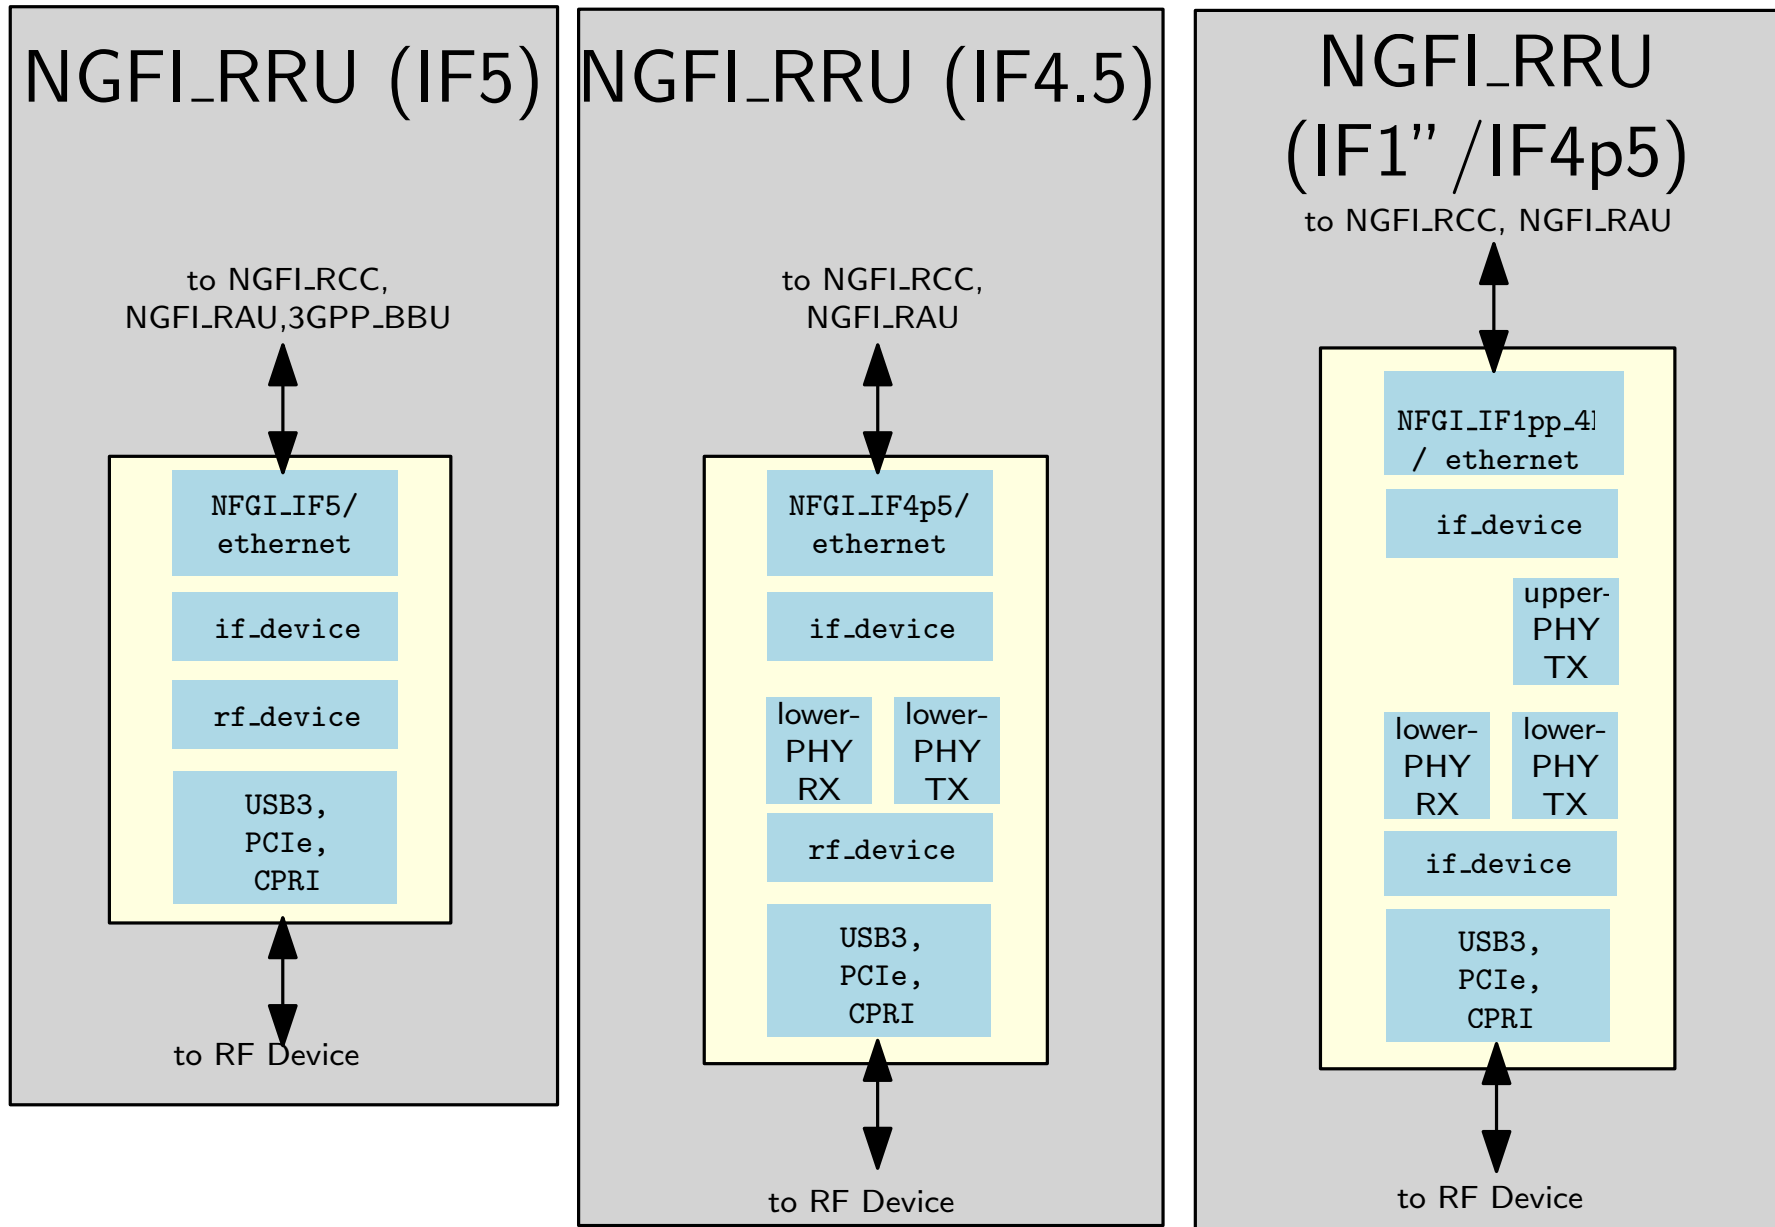 NGFI_RRU (IF5)
to NGFI_RCC,
NGFI_RAU,3GPP_BBU
NFGI_IF5/
ethernet
if_device
rf_device
USB3,
PCIe,
CPRI
to RF Device
NGFI_RRU (IF4.5)
to NGFI_RCC,
NGFI_RAU
NFGI_IF4p5/
ethernet
if_device
lower-
PHY
RX
lower-
PHY
TX
rf_device
USB3,
PCIe,
CPRI
to RF Device
NGFI_RRU
(IF1”/IF4p5)
to NGFI_RCC, NGFI_RAU
/ ethernet
if_device
upper-
PHY
TX
lower-
PHY
RX
lower-
PHY
TX
if_device
USB3,
PCIe,
CPRI
to RF Device